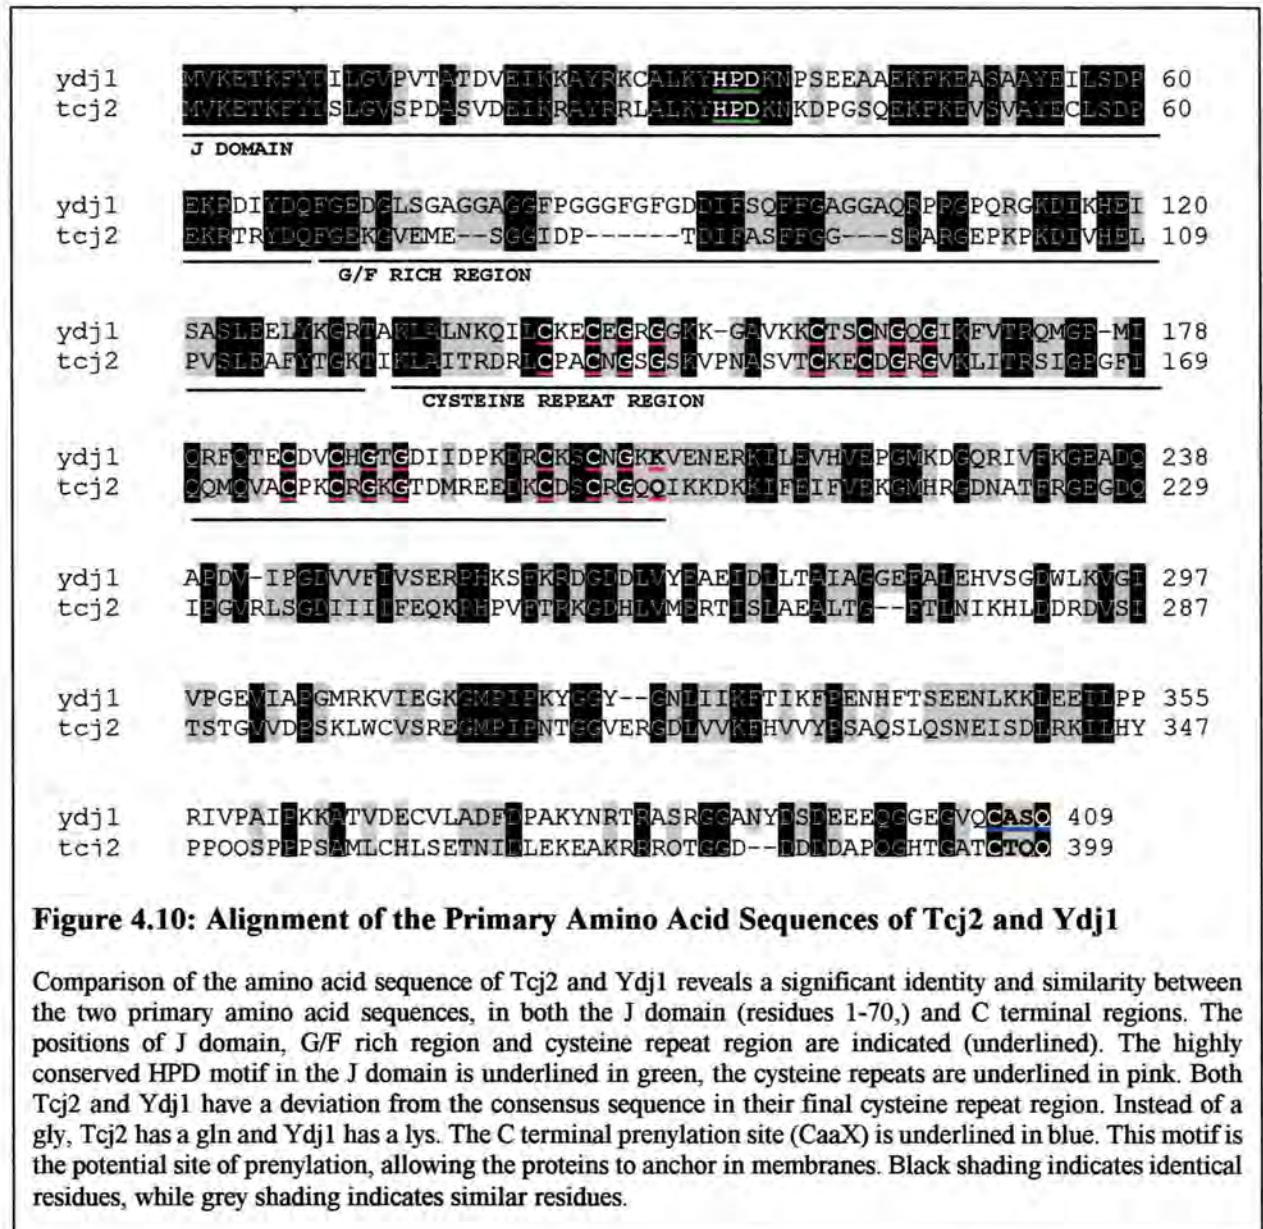 ydj1 MVKETKFYDILGVPVTATDVEIKKAYRKCALKYHPDKNPSEEAAEKFKEASAAYEILSDP 60
tcj2 MVKETKFYLSLGVSPDASVDEIKRAYRRLALKYHPDKNKDPGSQEKFKEVSVAYECLSDP 60
J DOMAIN
ydj1 EKRDIYDQFGEDGLSGAGGAGGFPGGGFGFGDDIFSQFFGAGGAQRPRGPQRGKDIKHEI 120
tcj2 EKRTRYDQFGEKGVEME--SGGIDP------TDIFASFFGG---SRARGEPKPKDIVHEL 109
G/F RICH REGION
ydj1 SASLEELYKGRTAKLALNKQILCKECEGRGGKK-GAVKKCTSCNGQGIKFVTRQMGP-MI 178
tcj2 PVSLEAFYTGKTIKLAITRDRLCPACNGSGSKVPNASVTCKECDGRGVKLITRSIGPGFI 169
CYSTEINE REPEAT REGION
ydj1 QRFQTECDVCHGTGDIIDPKDRCKSCNGKKVENERKILEVHVEPGMKDGQRIVFKGEADQ 238
tcj2 QQMQVACPKCRGKGTDMREEDKCDSCRGQQIKKDKKIFEIFVEKGMHRGDNATFRGEGDQ 229
ydj1 APDV-IPGDVVFIVSERPHKSFKRDGDDLVYEAEIDLLTAIAGGEFALEHVSGDWLKVGI 297
tcj2 IPGVRLSGDIIIIFEQKPHPVFTRKGDHLVMERTISLAEALTG--FTLNIKHLDDRDVSI 287
ydj1 VPGEVIAPGMRKVIEGKGMPIPKYGGY--GNLIIKFTIKFPENHFTSEENLKKLEEILPP 355
tcj2 TSTGVVDPSKLWCVSREGMPIPNTGGVERGDLVVKFHVVYPSAQSLQSNEISDLRKILHY 347
ydj1 RIVPAIPKKATVDECVLADFDPAKYNRTRASRGGANYDSDEEEQGGEGVQCASQ 409
tcj2 PPQQSPPPSAMLCHLSETNIDLEKEAKRRRQTGGD--DLDDAPQGHTGATCTQQ 399
Figure 4.10: Alignment of the Primary Amino Acid Sequences of Tcj2 and Ydj1
Comparison of the amino acid sequence of Tcj2 and Ydj1 reveals a significant identity and similarity between
the two primary amino acid sequences, in both the J domain (residues 1-70,) and C terminal regions. The
positions of J domain, G/F rich region and cysteine repeat region are indicated (underlined). The highly
conserved HPD motif in the J domain is underlined in green, the cysteine repeats are underlined in pink. Both
Tcj2 and Ydj1 have a deviation from the consensus sequence in their final cysteine repeat region. Instead of a
gly, Tcj2 has a gln and Ydj1 has a lys. The C terminal prenylation site (CaaX) is underlined in blue. This motif is
the potential site of prenylation, allowing the proteins to anchor in membranes. Black shading indicates identical
residues, while grey shading indicates similar residues.